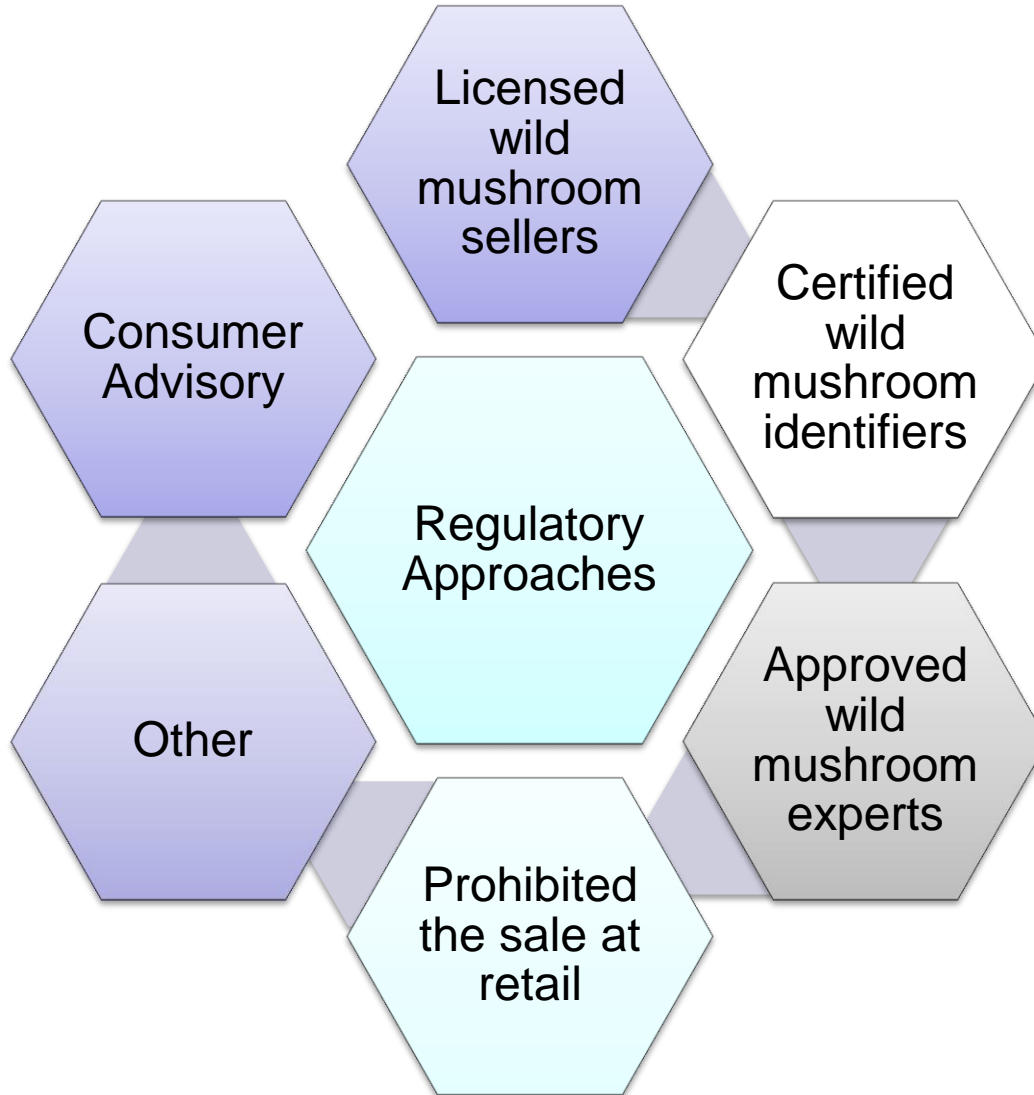 Licensed
wild
mushroom
sellers
Certified
wild
mushroom
identifiers
Consumer
Advisory
Regulatory
Approaches
Approved
wild
mushroom
experts
Other
Prohibited
the sale at
retail